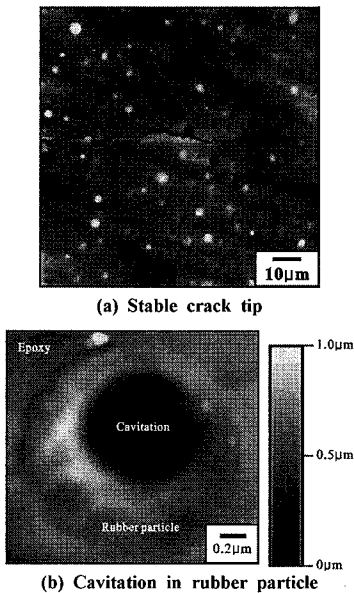 10μm
(a) Stable crack tip
Epoxy
Cavitation
Rubber particle
0.2μm
1.0μm
0.5μm
0μm
(b) Cavitation in rubber particle